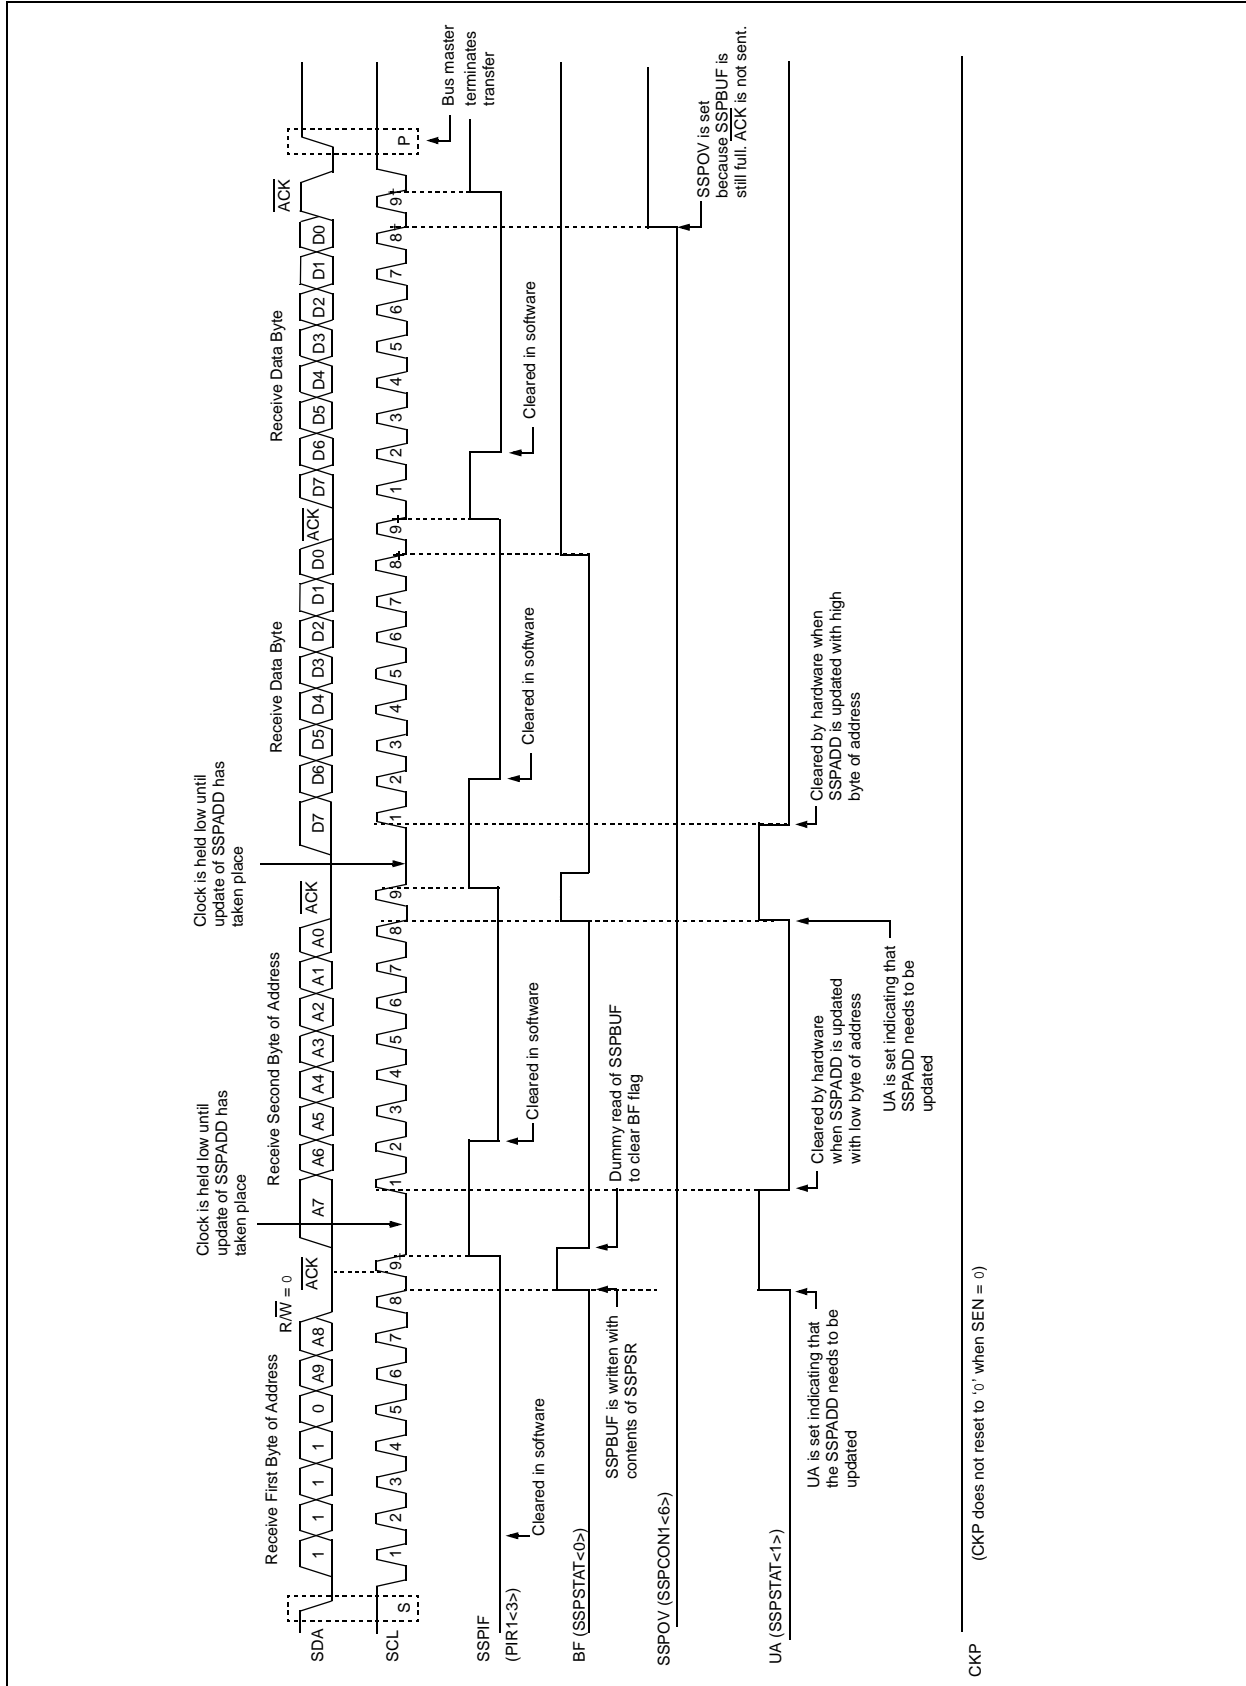 Receive First Byte of Address
R/W̅ = 0
A̅C̅K̅
Clock is held low until
update of SSPADD has
taken place
Receive Second Byte of Address
A̅C̅K̅
Clock is held low until
update of SSPADD has
taken place
Receive Data Byte
A̅C̅K̅
Receive Data Byte
A̅C̅K̅
SDA
1 1 1 1 0 A9 A8 A7 A6 A5 A4 A3 A2 A1 A0 D7 D6 D5 D4 D3 D2 D1 D0 D7 D6 D5 D4 D3 D2 D1 D0
SCL
S 1 2 3 4 5 6 7 8 9 1 2 3 4 5 6 7 8 9 1 2 3 4 5 6 7 8 9 1 2 3 4 5 6 7 8 9 P
Bus master
terminates
transfer
SSPIF
(PIR1<3>)
Cleared in software
Cleared in software
Cleared in software
Cleared in software
BF (SSPSTAT<0>)
SSPBUF is written with
contents of SSPSR
Dummy read of SSPBUF
to clear BF flag
SSPOV (SSPCON1<6>)
SSPOV is set
because SSPBUF is
still full. A̅C̅K̅ is not sent.
UA (SSPSTAT<1>)
UA is set indicating that
the SSPADD needs to be
updated
Cleared by hardware
when SSPADD is updated
with low byte of address
UA is set indicating that
SSPADD needs to be
updated
Cleared by hardware when
SSPADD is updated with high
byte of address
CKP
(CKP does not reset to ‘0’ when SEN = 0)